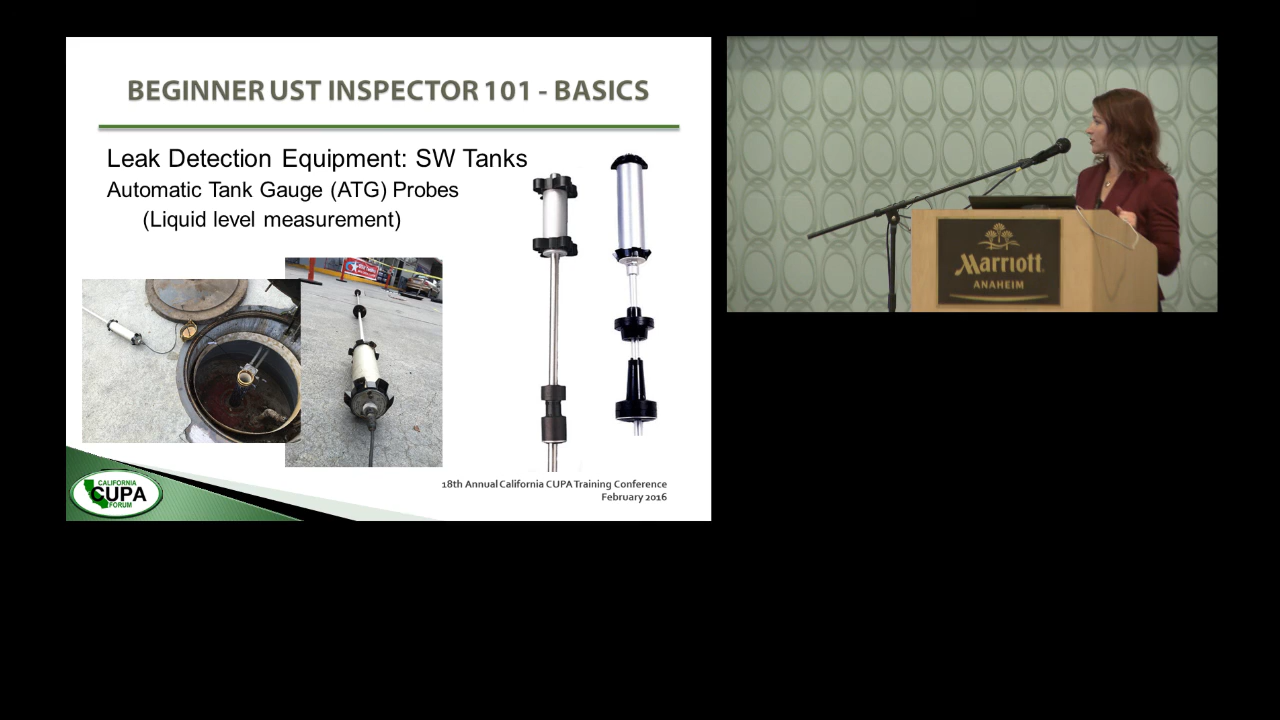 BEGINNER UST INSPECTOR 101 - BASICS
Leak Detection Equipment: SW Tanks
Automatic Tank Gauge (ATG) Probes
(Liquid level measurement)
CALIFORNIA
CUPA
FORUM
18th Annual California CUPA Training Conference
February 2016
Marriott
ANAHEIM